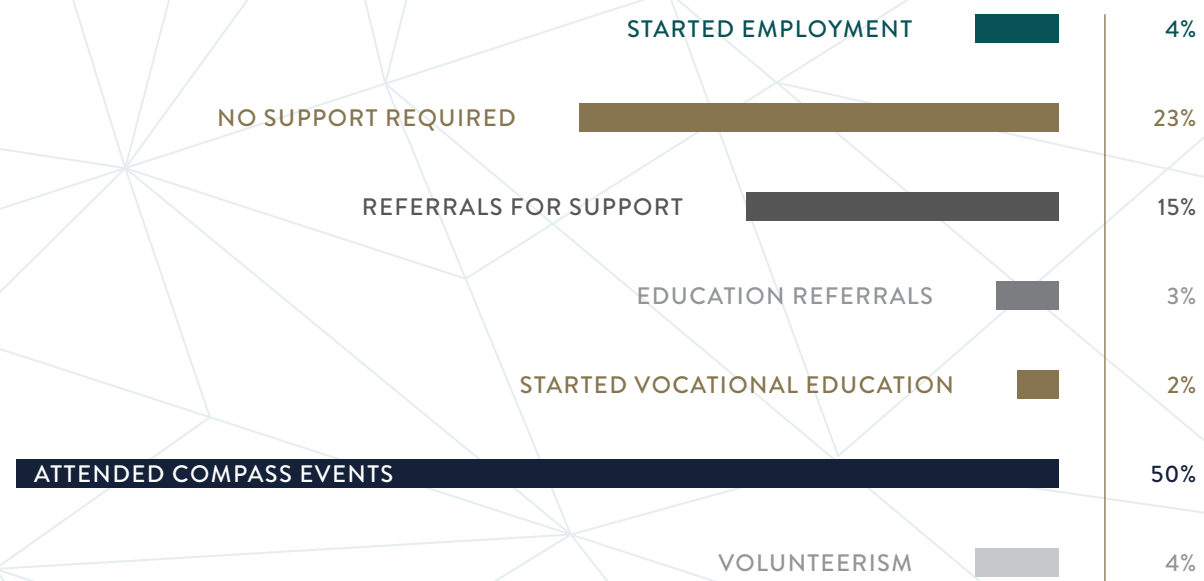 STARTED EMPLOYMENT 4%
NO SUPPORT REQUIRED 23%
REFERRALS FOR SUPPORT 15%
EDUCATION REFERRALS 3%
STARTED VOCATIONAL EDUCATION 2%
ATTENDED COMPASS EVENTS 50%
VOLUNTEERISM 4%